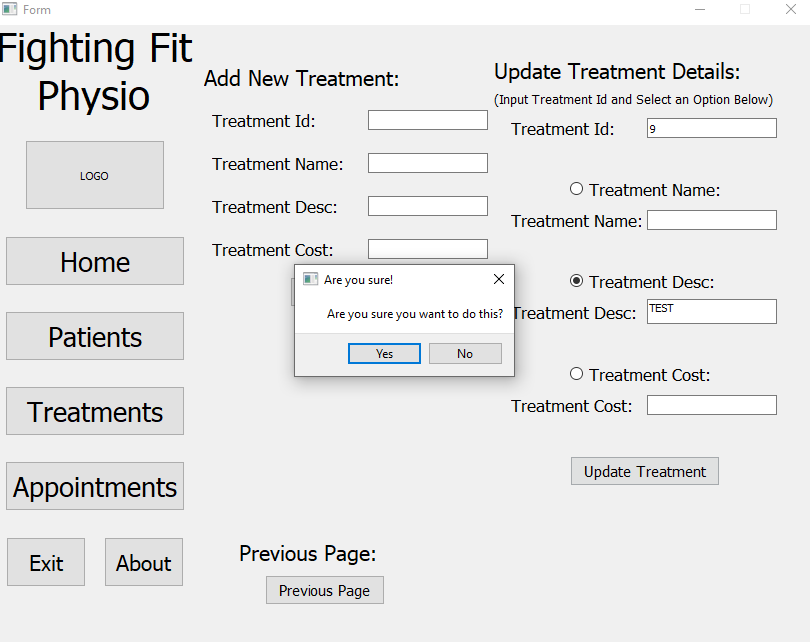 Form
Fighting Fit
Physio
LOGO
Home
Patients
Treatments
Appointments
Exit
About
Add New Treatment:
Treatment Id:
Treatment Name:
Treatment Desc:
Treatment Cost:
Are you sure!
Are you sure you want to do this?
Yes
No
Previous Page:
Previous Page
Update Treatment Details:
(Input Treatment Id and Select an Option Below)
Treatment Id:
9
Treatment Name:
Treatment Name:
Treatment Desc:
Treatment Desc:
TEST
Treatment Cost:
Treatment Cost:
Update Treatment